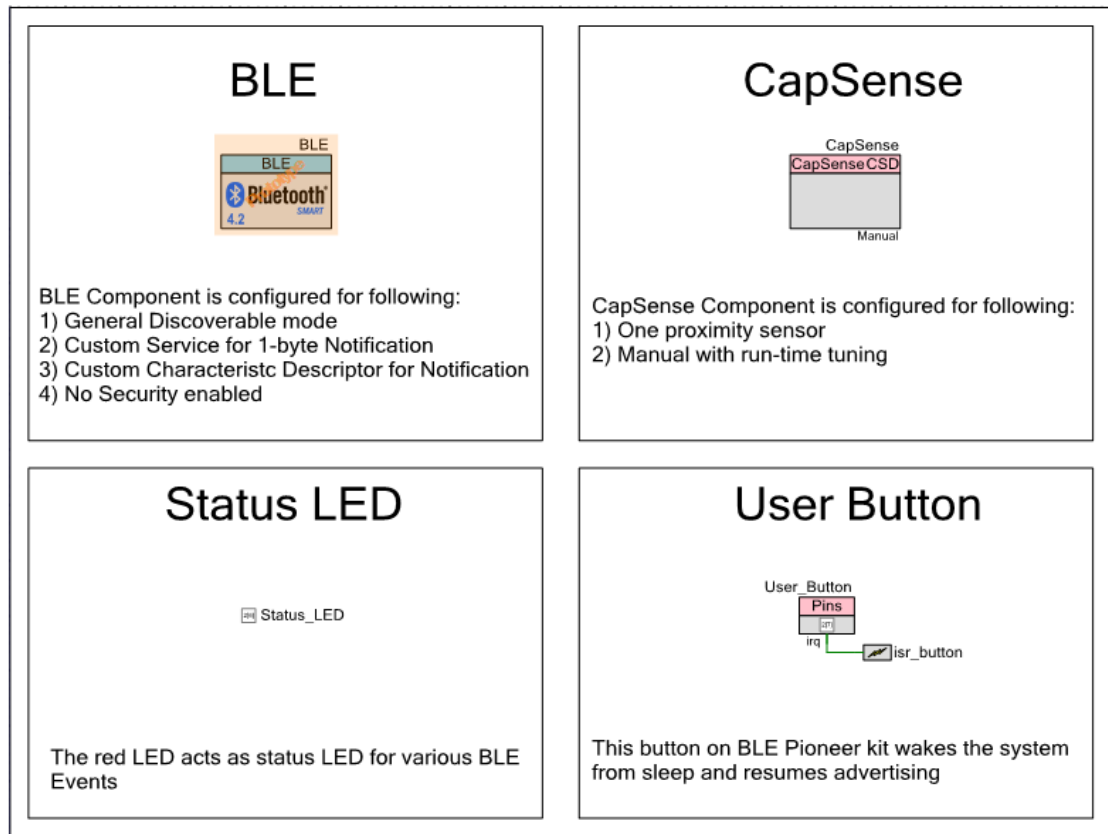 BLE
BLE
BLE
prototype
Bluetooth
SMART
4.2
BLE Component is configured for following:
1) General Discoverable mode
2) Custom Service for 1-byte Notification
3) Custom Characteristc Descriptor for Notification
4) No Security enabled
CapSense
CapSense
CapSenseCSD
Manual
CapSense Component is configured for following:
1) One proximity sensor
2) Manual with run-time tuning
Status LED
Status_LED
The red LED acts as status LED for various BLE
Events
User Button
User_Button
Pins
irq
isr_button
This button on BLE Pioneer kit wakes the system
from sleep and resumes advertising